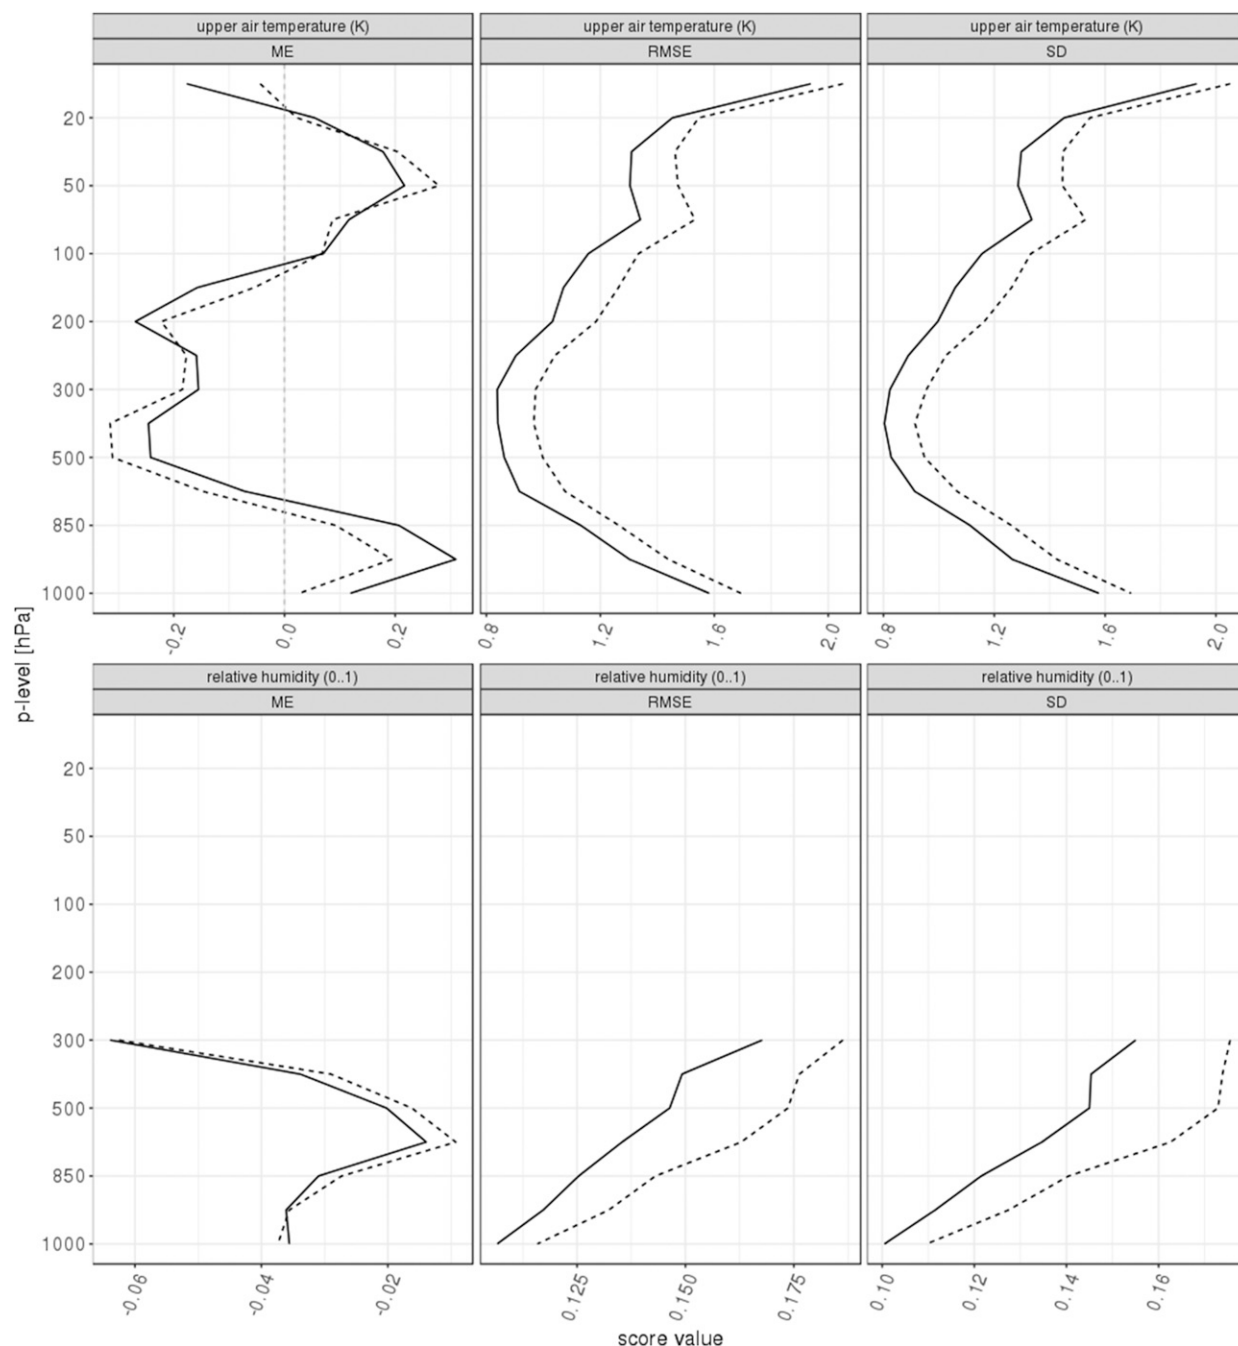 upper air temperature (K) upper air temperature (K) upper air temperature (K)
ME RMSE SD
20
50
100
200
300
500
850
1000
-0.2 0.0 0.2 0.8 1.2 1.6 2.0 0.8 1.2 1.6 2.0
p-level [hPa]
relative humidity (0..1) relative humidity (0..1) relative humidity (0..1)
ME RMSE SD
20
50
100
200
300
500
850
1000
-0.06 -0.04 -0.02 0.125 0.150 0.175 0.10 0.12 0.14 0.16
score value